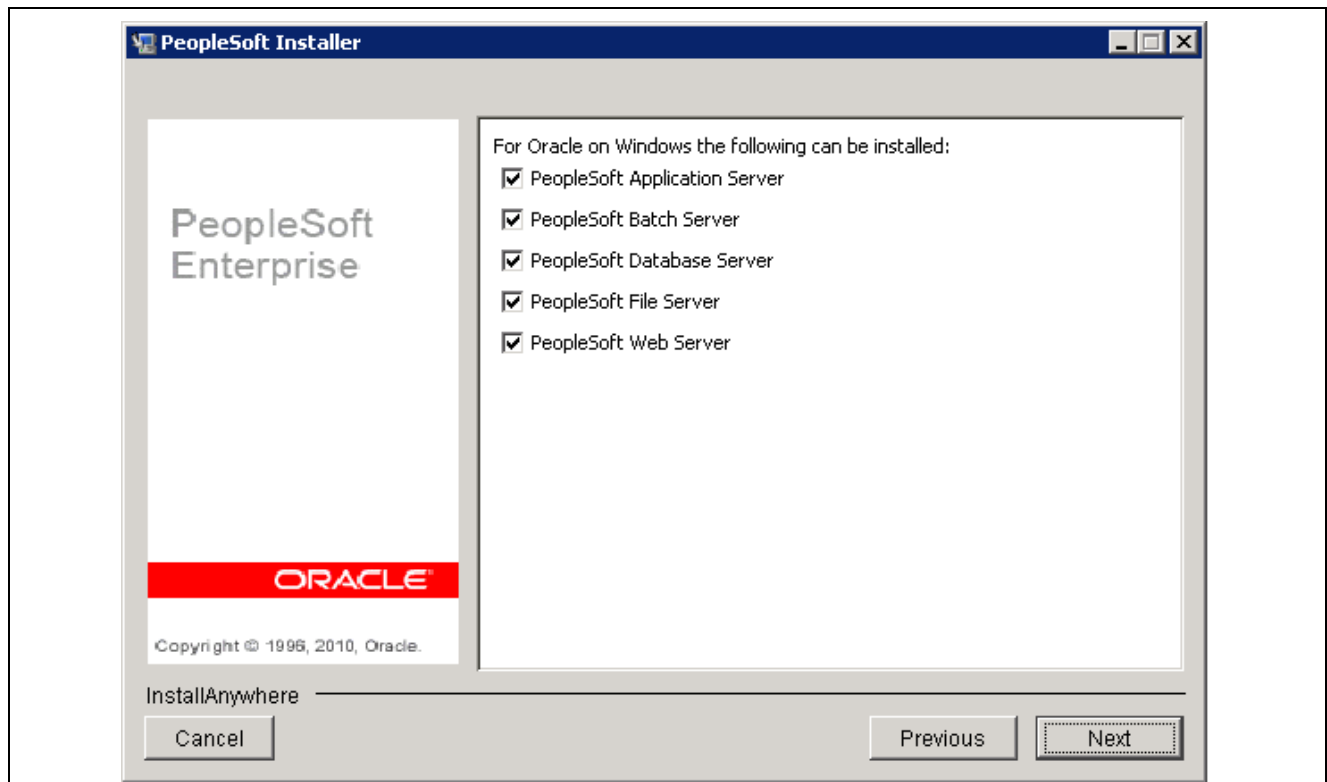 PeopleSoft Installer
PeopleSoft
Enterprise
ORACLE
Copyright © 1996, 2010, Oracle.
For Oracle on Windows the following can be installed:
PeopleSoft Application Server
PeopleSoft Batch Server
PeopleSoft Database Server
PeopleSoft File Server
PeopleSoft Web Server
InstallAnywhere
Cancel
Previous
Next